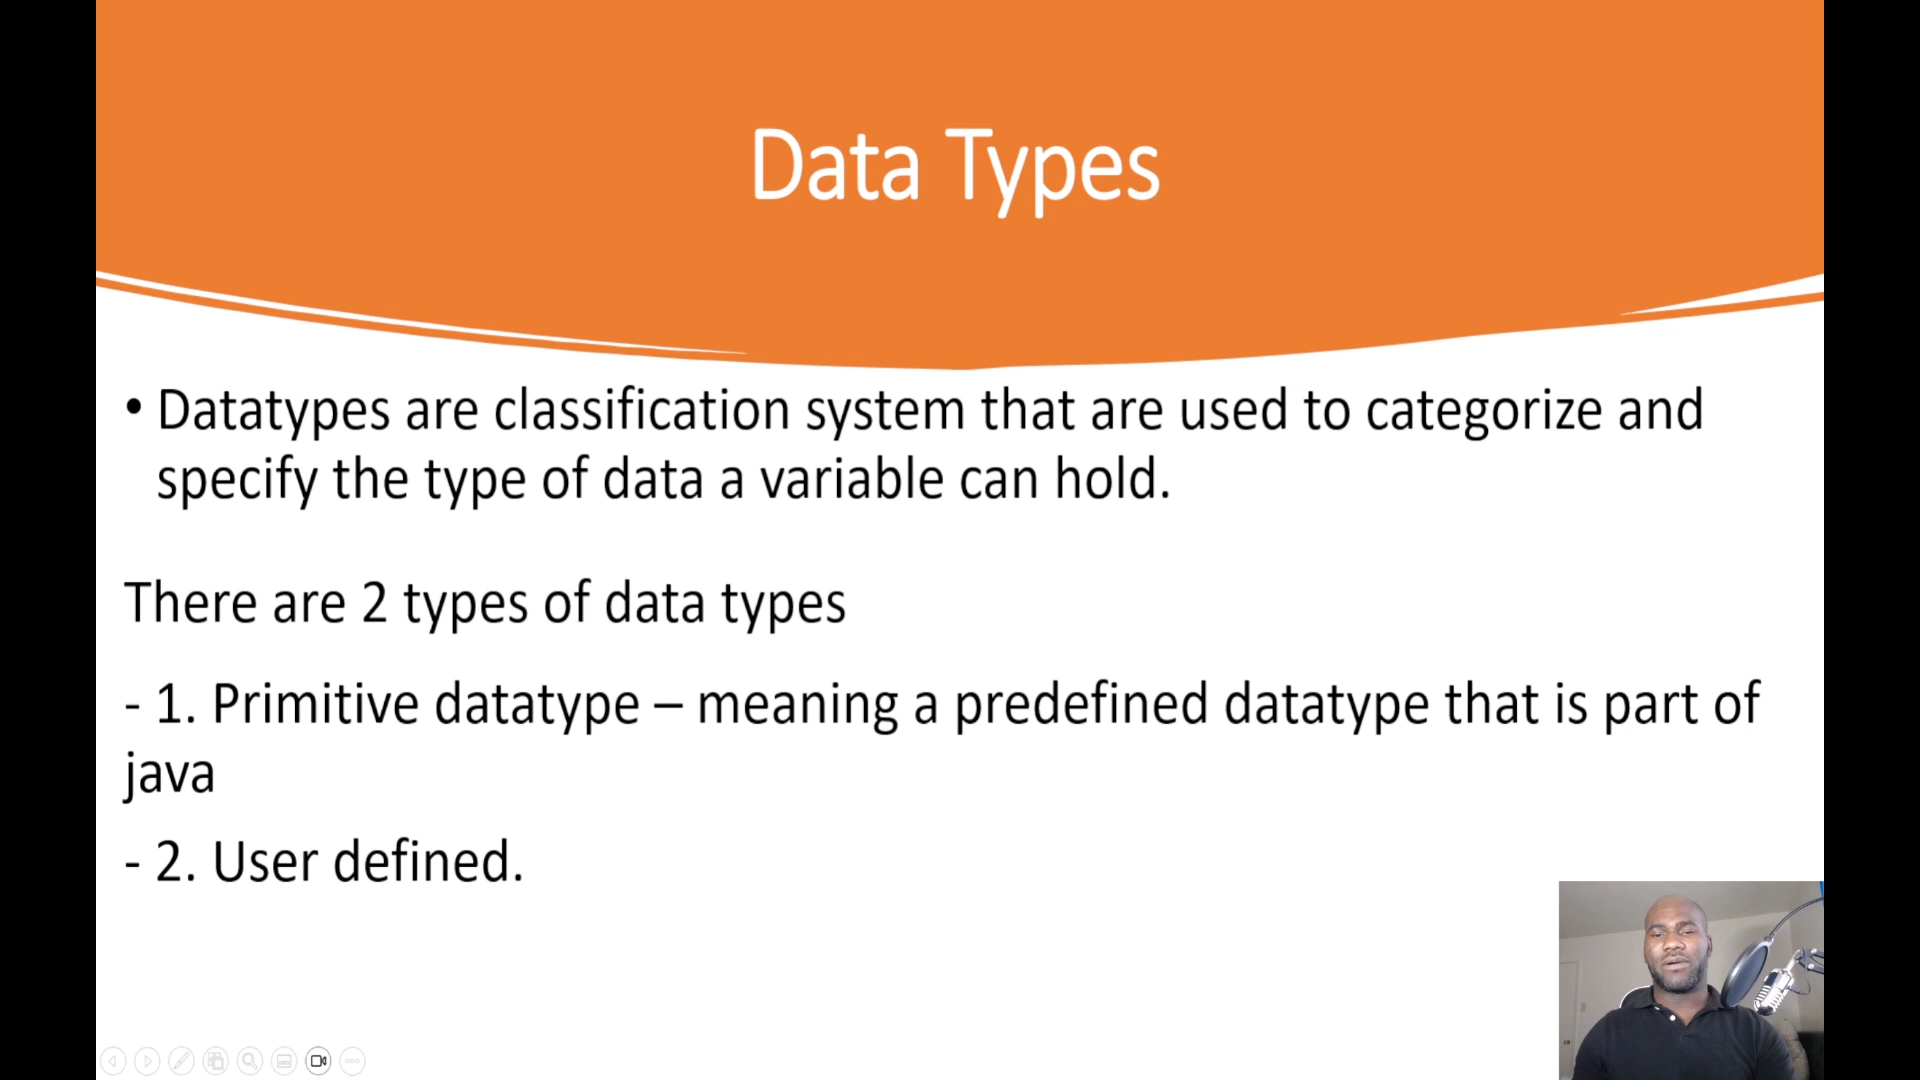 Data Types
• Datatypes are classification system that are used to categorize and
specify the type of data a variable can hold.
There are 2 types of data types
- 1. Primitive datatype – meaning a predefined datatype that is part of
java
- 2. User defined.